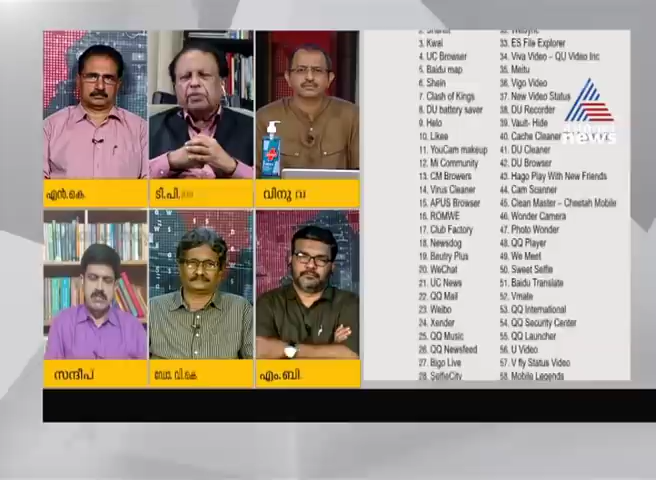 എൻ.കെ.
ടി.പി.
വിനു വ
സന്ദീപ്
ഡോ. വി.കെ
എം.ബി.
3. Kwai
4. UC Browser
5. Baidu map
6. Shein
7. Clash of Kings
8. DU battery saver
9. Helo
10. Likee
11. YouCam makeup
12. Mi Community
13. CM Browers
14. Virus Cleaner
15. APUS Browser
16. ROMWE
17. Club Factory
18. Newsdog
19. Beutry Plus
20. WeChat
21. UC News
22. QQ Mail
23. Weibo
24. Xender
25. QQ Music
26. QQ Newsfeed
27. Bigo Live
28. SelfieCity
33. ES File Explorer
34. Viva Video – QU Video Inc
35. Meitu
36. Vigo Video
37. New Video Status
38. DU Recorder
39. Vault- Hide
40. Cache Cleaner
41. DU Cleaner
42. DU Browser
43. Hago Play With New Friends
44. Cam Scanner
45. Clean Master – Cheetah Mobile
46. Wonder Camera
47. Photo Wonder
48. QQ Player
49. We Meet
50. Sweet Selfie
51. Baidu Translate
52. Vmate
53. QQ International
54. QQ Security Center
55. QQ Launcher
56. U Video
57. V fly Status Video
58. Mobile Legends
news